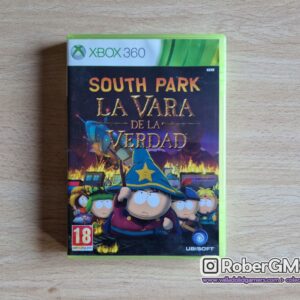 XBOX 360
SOUTH PARK
LA VARA
DE LA
VERDAD
18
UBISOFT
RoberGM